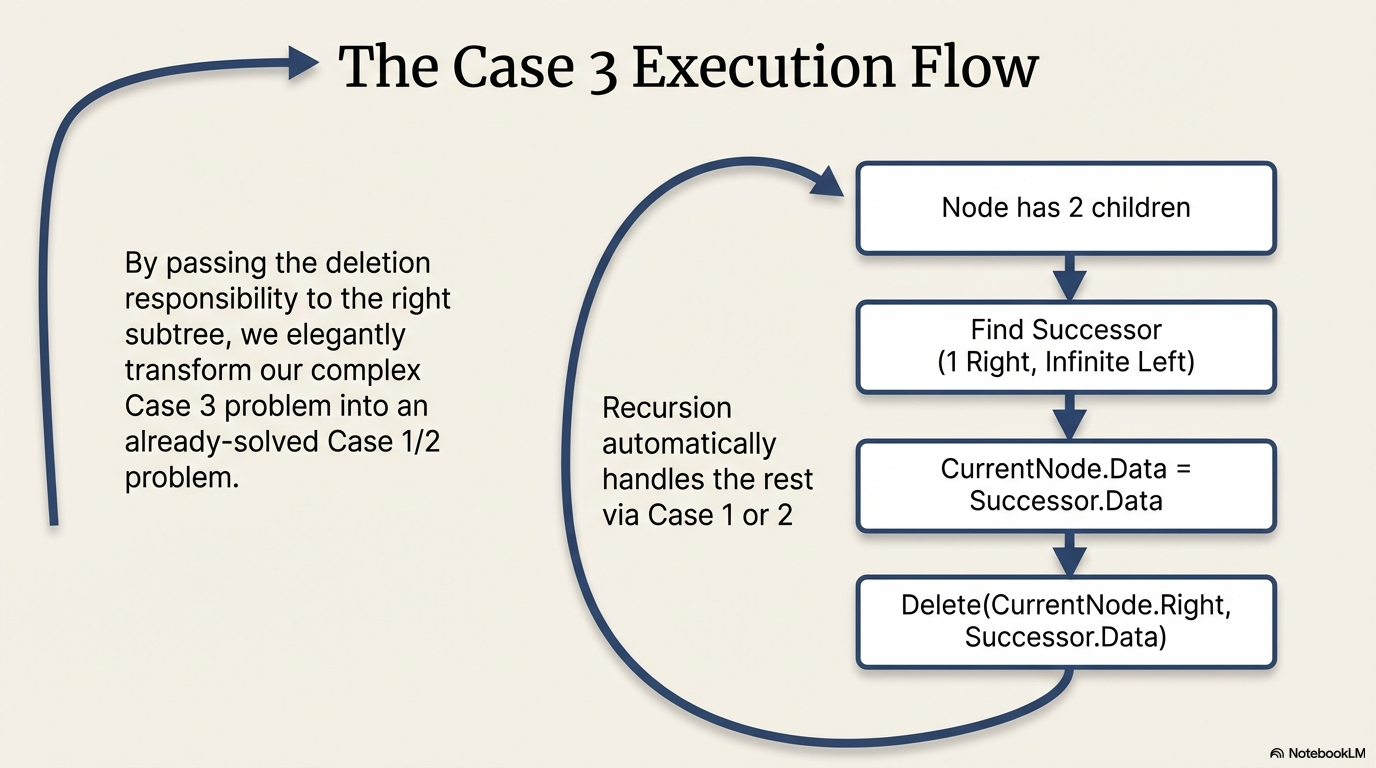 The Case 3 Execution Flow
By passing the deletion
responsibility to the right
subtree, we elegantly
transform our complex
Case 3 problem into an
already-solved Case 1/2
problem.
Recursion
automatically
handles the rest
via Case 1 or 2
Node has 2 children
Find Successor
(1 Right, Infinite Left)
CurrentNode.Data =
Successor.Data
Delete(CurrentNode.Right,
Successor.Data)
NotebookLM